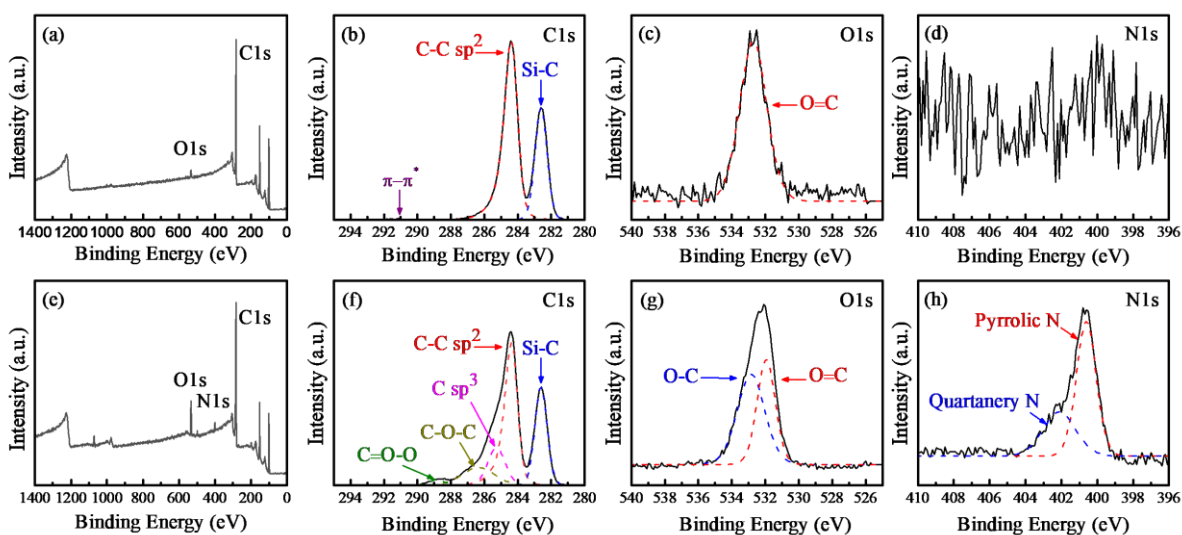 (a)
C1s
O1s
Intensity (a.u.)
1400 1200 1000 800 600 400 200 0
Binding Energy (eV)
(b)
C1s
C-C sp²
Si-C
π–π*
Intensity (a.u.)
294 292 290 288 286 284 282 280
Binding Energy (eV)
(c)
O1s
O=C
Intensity (a.u.)
540 538 536 534 532 530 528 526
Binding Energy (eV)
(d)
N1s
Intensity (a.u.)
410 408 406 404 402 400 398 396
Binding Energy (eV)
(e)
C1s
O1s
N1s
Intensity (a.u.)
1400 1200 1000 800 600 400 200 0
Binding Energy (eV)
(f)
C1s
C-C sp²
Si-C
C sp³
C-O-C
C=O-O
Intensity (a.u.)
294 292 290 288 286 284 282 280
Binding Energy (eV)
(g)
O1s
O-C
O=C
Intensity (a.u.)
540 538 536 534 532 530 528 526
Binding Energy (eV)
(h)
N1s
Pyrrolic N
Quartanery N
Intensity (a.u.)
410 408 406 404 402 400 398 396
Binding Energy (eV)